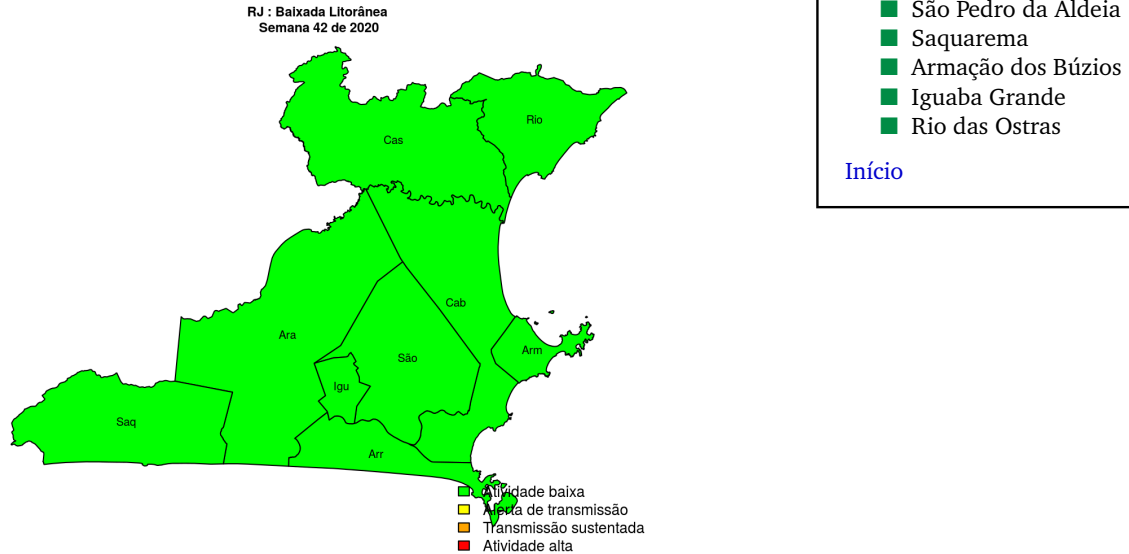 RJ : Baixada Litorânea
Semana 42 de 2020
Cas
Rio
Cab
Ara
Arm
São
Igu
Saq
Arr
Atividade baixa
Alerta de transmissão
Transmissão sustentada
Atividade alta
São Pedro da Aldeia
Saquarema
Armação dos Búzios
Iguaba Grande
Rio das Ostras
Início